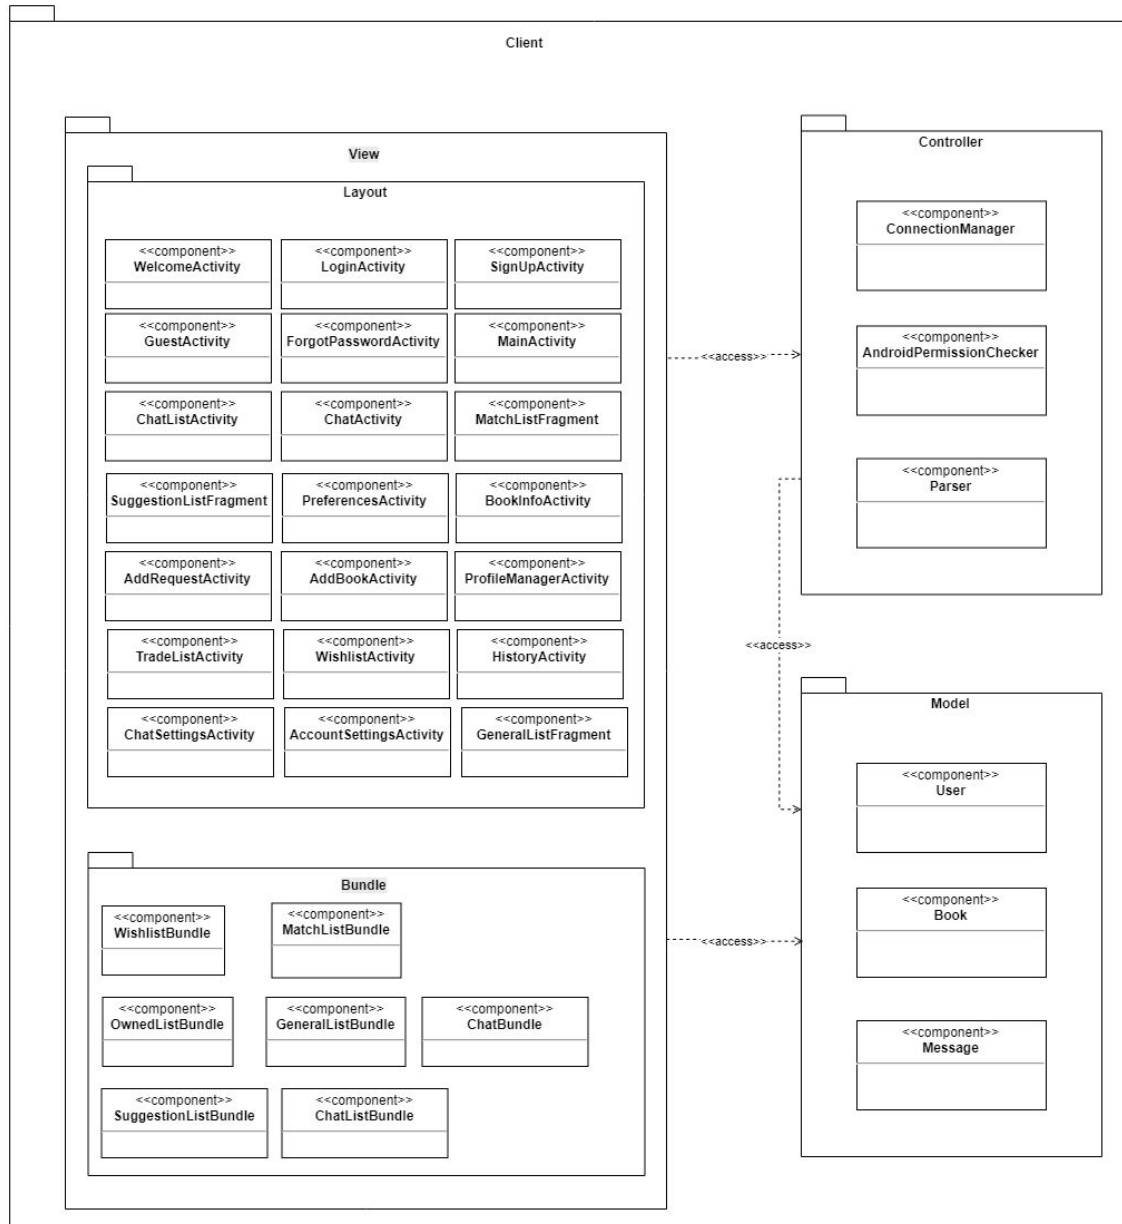 Client
View
Layout
<<component>>
WelcomeActivity
<<component>>
LoginActivity
<<component>>
SignUpActivity
<<component>>
GuestActivity
<<component>>
ForgotPasswordActivity
<<component>>
MainActivity
<<component>>
ChatListActivity
<<component>>
ChatActivity
<<component>>
MatchListFragment
<<component>>
SuggestionListFragment
<<component>>
PreferencesActivity
<<component>>
BookInfoActivity
<<component>>
AddRequestActivity
<<component>>
AddBookActivity
<<component>>
ProfileManagerActivity
<<component>>
TradeListActivity
<<component>>
WishlistActivity
<<component>>
HistoryActivity
<<component>>
ChatSettingsActivity
<<component>>
AccountSettingsActivity
<<component>>
GeneralListFragment
Bundle
<<component>>
WishlistBundle
<<component>>
MatchListBundle
<<component>>
OwnedListBundle
<<component>>
GeneralListBundle
<<component>>
ChatBundle
<<component>>
SuggestionListBundle
<<component>>
ChatListBundle
<<access>>
<<access>>
<<access>>
Controller
<<component>>
ConnectionManager
<<component>>
AndroidPermissionChecker
<<component>>
Parser
Model
<<component>>
User
<<component>>
Book
<<component>>
Message